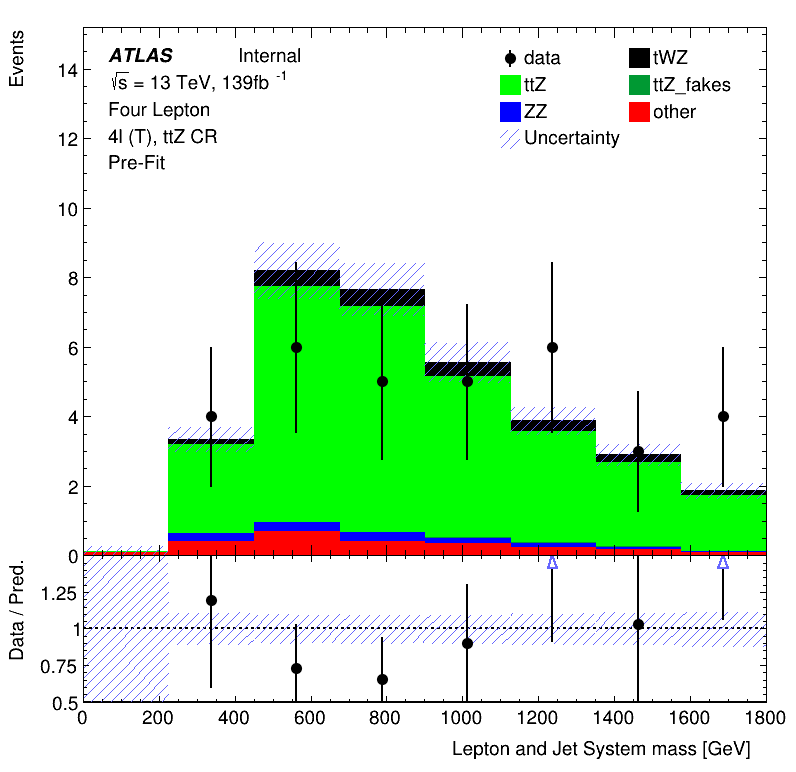 Events
ATLAS Internal
√s = 13 TeV, 139fb -1
Four Lepton
4l (T), ttZ CR
Pre-Fit
data
tWZ
ttZ
ttZ_fakes
ZZ
other
Uncertainty
14
12
10
8
6
4
2
0
Data / Pred.
1.25
1
0.75
0.5
0 200 400 600 800 1000 1200 1400 1600 1800
Lepton and Jet System mass [GeV]